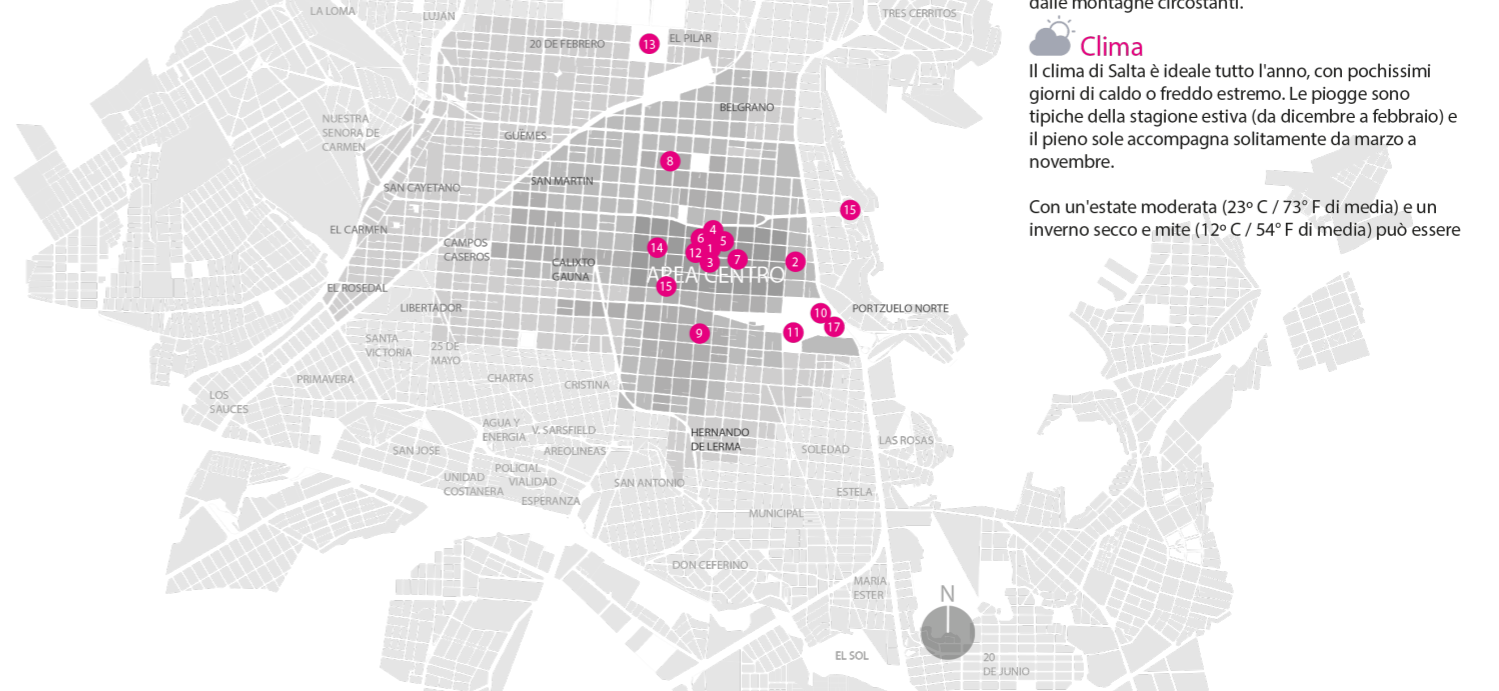 LA LOMA
LUJÁN
TRES CERRITOS
20 DE FEBRERO
13
EL PILAR
BELGRANO
NUESTRA
SENORA DE
CARMEN
GUEMES
8
SAN MARTIN
SAN CAYETANO
15
EL CARMEN
4
6
5
CAMPOS
CASEROS
14
12
1
3
7
2
CALIXTO
GAUNA
AREA CENTRO
15
EL ROSEDAL
LIBERTADOR
10
PORTZUELO NORTE
17
9
11
SANTA
VICTORIA
25 DE
MAYO
PRIMAVERA
CHARTAS
CRISTINA
LOS
SAUCES
AGUA Y
ENERGIA
V. SARSFIELD
HERNANDO
DE LERMA
SAN JOSE
AREOLINEAS
SOLEDAD
LAS ROSAS
POLICIAL
VIALIDAD
UNIDAD
COSTANERA
SAN ANTONIO
ESPERANZA
ESTELA
MUNICIPAL
DON CEFERINO
MARIA
ESTER
N
EL SOL
20
DE JUNIO
dalle montagne circostanti.
Clima
Il clima di Salta è ideale tutto l'anno, con pochissimi
giorni di caldo o freddo estremo. Le piogge sono
tipiche della stagione estiva (da dicembre a febbraio) e
il pieno sole accompagna solitamente da marzo a
novembre.
Con un'estate moderata (23º C / 73° F di media) e un
inverno secco e mite (12º C / 54° F di media) può essere